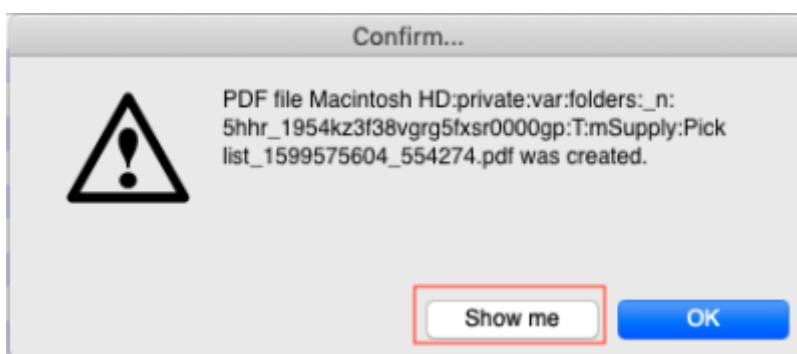 Confirm...
PDF file Macintosh HD:private:var:folders:_n:
5hhr_1954kz3f38vgrg5fxsr0000gp:T:mSupply:Pick
list_1599575604_554274.pdf was created.
Show me
OK